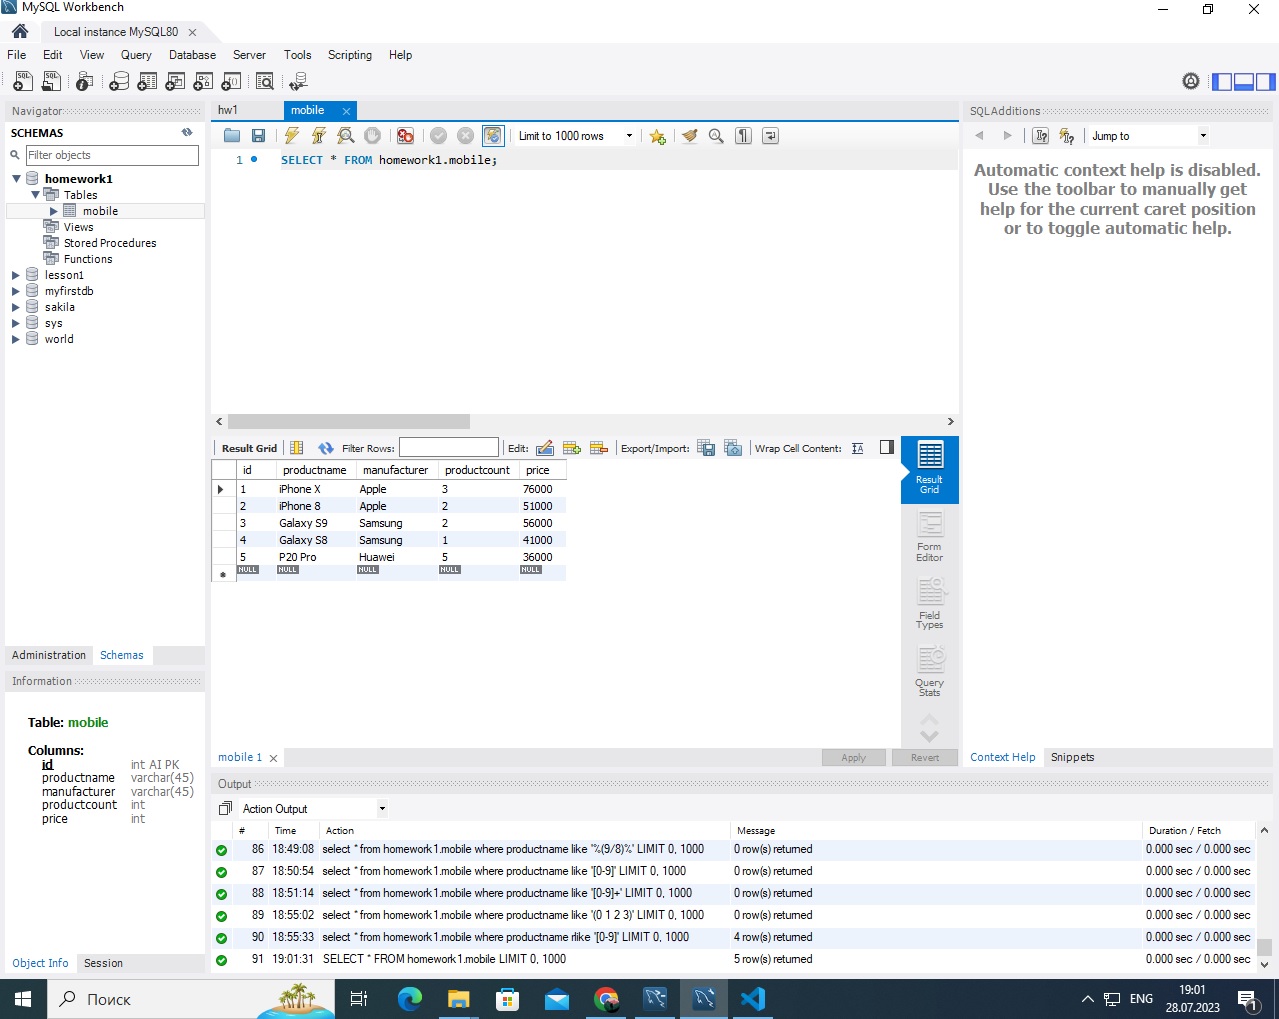 MySQL Workbench
Local instance MySQL80
File Edit View Query Database Server Tools Scripting Help
Navigator
SCHEMAS
Filter objects
homework1
Tables
mobile
Views
Stored Procedures
Functions
lesson1
myfirstdb
sakila
sys
world
Administration Schemas
Information
Table: mobile
Columns:
id int AI PK
productname varchar(45)
manufacturer varchar(45)
productcount int
price int
Object Info Session
hw1 mobile
Limit to 1000 rows
1 SELECT * FROM homework1.mobile;
Result Grid Filter Rows: Edit: Export/Import: Wrap Cell Content:
id productname manufacturer productcount price
1 iPhone X Apple 3 76000
2 iPhone 8 Apple 2 51000
3 Galaxy S9 Samsung 2 56000
4 Galaxy S8 Samsung 1 41000
5 P20 Pro Huawei 5 36000
NULL NULL NULL NULL NULL
Result
Grid
Form
Editor
Field
Types
Query
Stats
mobile 1 Apply Revert
SQLAdditions
Jump to
Automatic context help is disabled.
Use the toolbar to manually get
help for the current caret position
or to toggle automatic help.
Context Help Snippets
Output
Action Output
# Time Action Message Duration / Fetch
86 18:49:08 select * from homework1.mobile where productname like '%(9/8)%' LIMIT 0, 1000 0 row(s) returned 0.000 sec / 0.000 sec
87 18:50:54 select * from homework1.mobile where productname like '[0-9]' LIMIT 0, 1000 0 row(s) returned 0.000 sec / 0.000 sec
88 18:51:14 select * from homework1.mobile where productname like '[0-9]+' LIMIT 0, 1000 0 row(s) returned 0.000 sec / 0.000 sec
89 18:55:02 select * from homework1.mobile where productname like '(0 1 2 3)' LIMIT 0, 1000 0 row(s) returned 0.000 sec / 0.000 sec
90 18:55:33 select * from homework1.mobile where productname rlike '[0-9]' LIMIT 0, 1000 4 row(s) returned 0.000 sec / 0.000 sec
91 19:01:31 SELECT * FROM homework1.mobile LIMIT 0, 1000 5 row(s) returned 0.000 sec / 0.000 sec
Поиск
ENG
19:01
28.07.2023
1